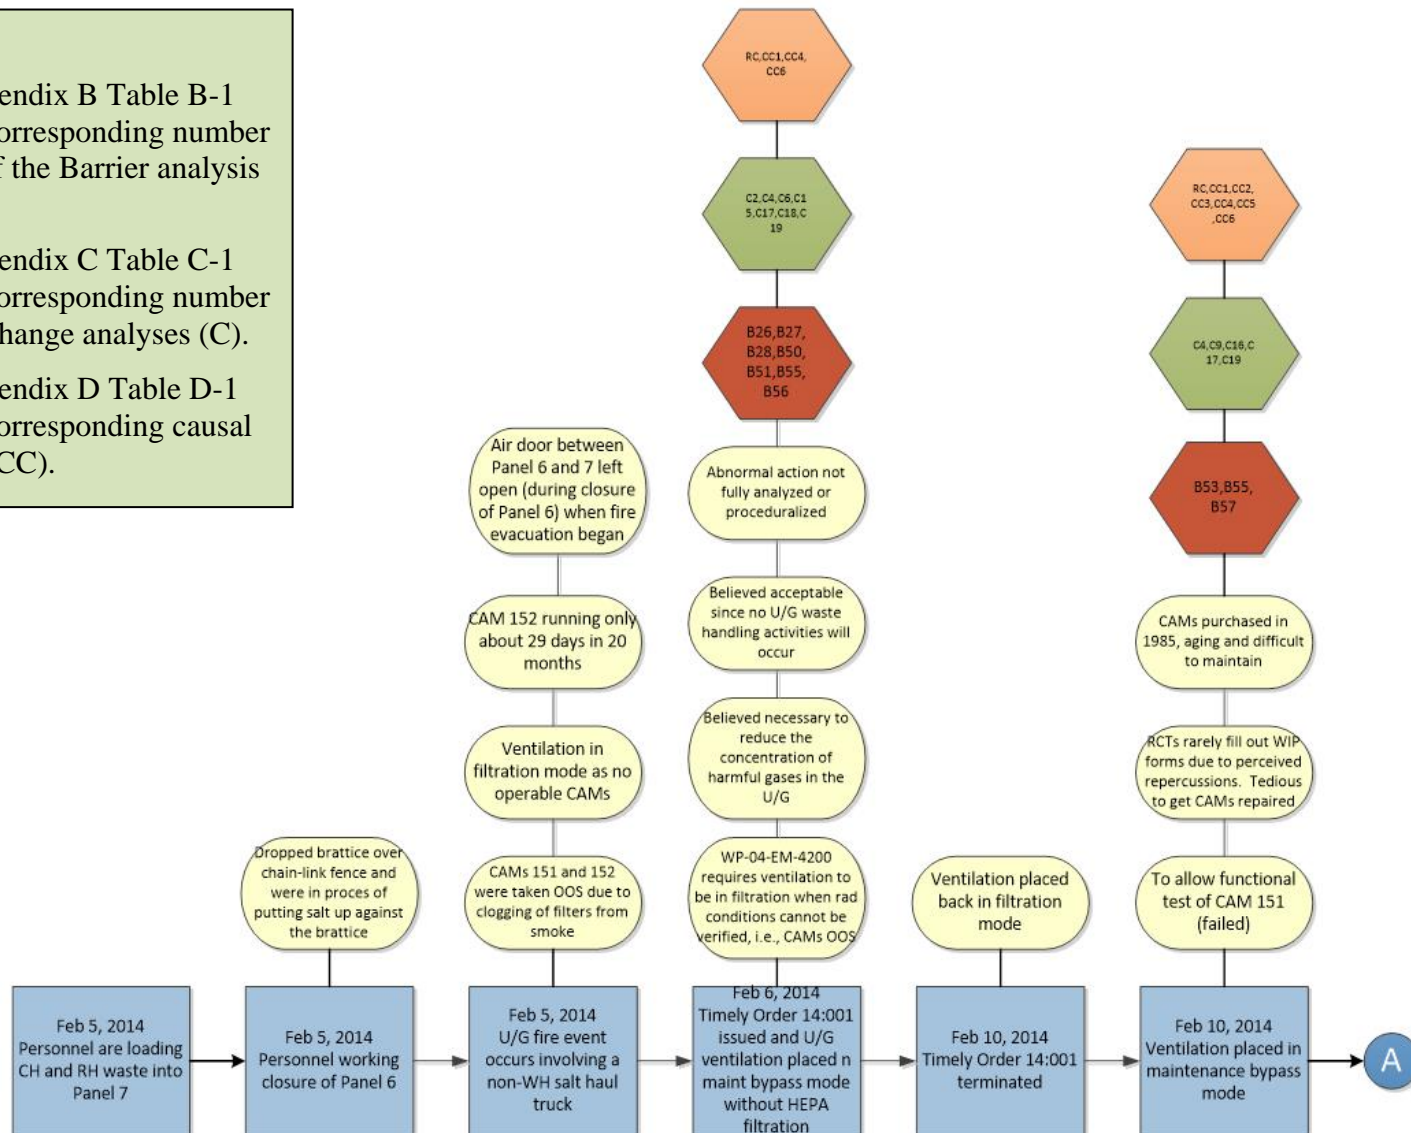 endix B Table B-1
orresponding number
f the Barrier analysis
endix C Table C-1
orresponding number
hange analyses (C).
endix D Table D-1
orresponding causal
CC).
RC,CC1,CC4,
CC6
C2,C4,C6,C1
5,C17,C18,C
19
B26,B27,
B28,B50,
B51,B55,
B56
RC,CC1,CC2,
CC3,CC4,CC5
,CC6
C4,C9,C16,C
17,C19
B53,B55,
B57
Air door between
Panel 6 and 7 left
open (during closure
of Panel 6) when fire
evacuation began
CAM 152 running only
about 29 days in 20
months
Ventilation in
filtration mode as no
operable CAMs
CAMs 151 and 152
were taken OOS due to
clogging of filters from
smoke
Abnormal action not
fully analyzed or
proceduralized
Believed acceptable
since no U/G waste
handling activities will
occur
Believed necessary to
reduce the
concentration of
harmful gases in the
U/G
WP-04-EM-4200
requires ventilation to
be in filtration when rad
conditions cannot be
verified, i.e., CAMs OOS
CAMs purchased in
1985, aging and difficult
to maintain
RCTs rarely fill out WIP
forms due to perceived
repercussions. Tedious
to get CAMs repaired
To allow functional
test of CAM 151
(failed)
Dropped brattice over
chain-link fence and
were in proces of
putting salt up against
the brattice
Ventilation placed
back in filtration
mode
Feb 5, 2014
Personnel are loading
CH and RH waste into
Panel 7
Feb 5, 2014
Personnel working
closure of Panel 6
Feb 5, 2014
U/G fire event
occurs involving a
non-WH salt haul
truck
Feb 6, 2014
Timely Order 14:001
issued and U/G
ventilation placed n
maint bypass mode
without HEPA
filtration
Feb 10, 2014
Timely Order 14:001
terminated
Feb 10, 2014
Ventilation placed in
maintenance bypass
mode
A